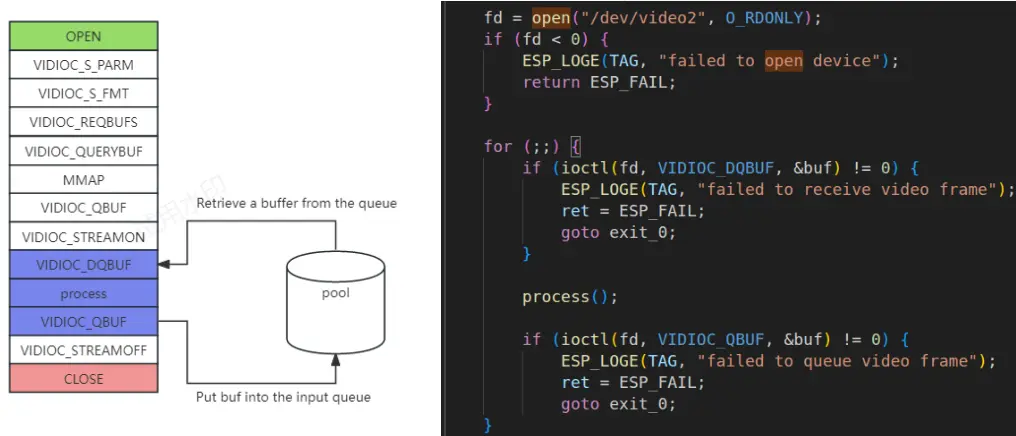 OPEN
VIDIOC_S_PARM
VIDIOC_S_FMT
VIDIOC_REQBUFS
VIDIOC_QUERYBUF
MMAP
VIDIOC_QBUF
VIDIOC_STREAMON
VIDIOC_DQBUF
process
VIDIOC_QBUF
VIDIOC_STREAMOFF
CLOSE
Retrieve a buffer from the queue
pool
Put buf into the input queue
fd = open("/dev/video2", O_RDONLY);
if (fd < 0) {
    ESP_LOGE(TAG, "failed to open device");
    return ESP_FAIL;
}

for (;;) {
    if (ioctl(fd, VIDIOC_DQBUF, &buf) != 0) {
        ESP_LOGE(TAG, "failed to receive video frame");
        ret = ESP_FAIL;
        goto exit_0;
    }

    process();

    if (ioctl(fd, VIDIOC_QBUF, &buf) != 0) {
        ESP_LOGE(TAG, "failed to queue video frame");
        ret = ESP_FAIL;
        goto exit_0;
}